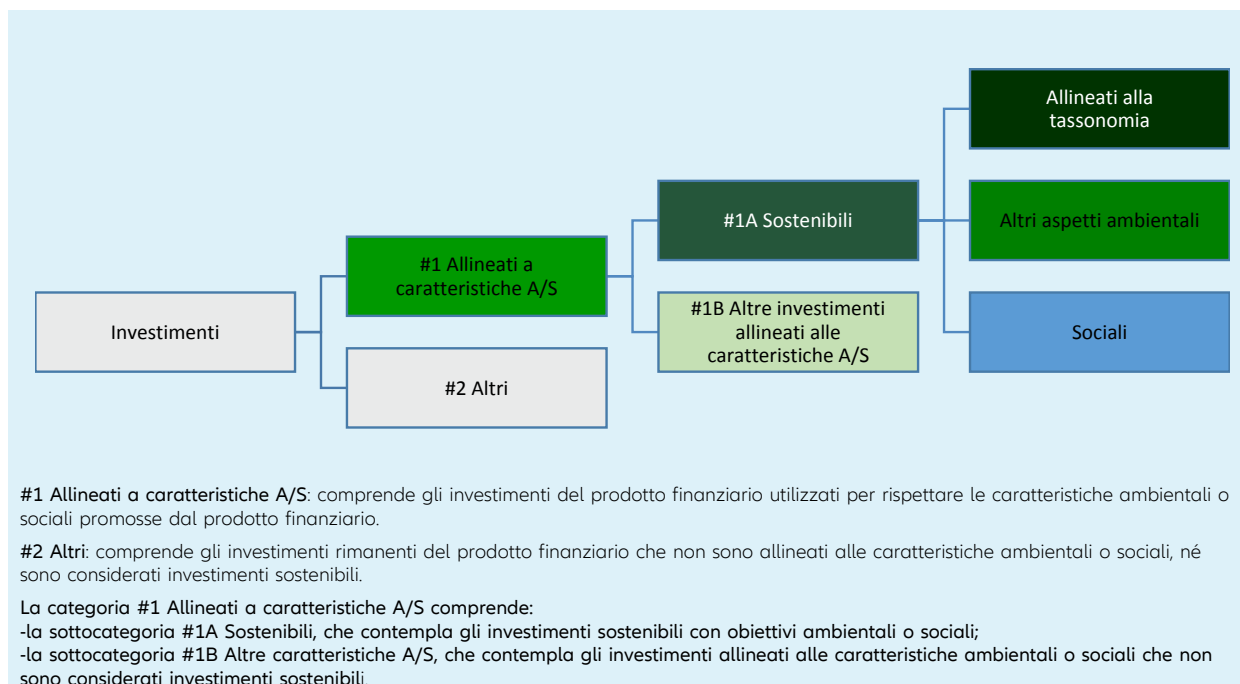 Allineati alla
tassonomia
#1A Sostenibili
Altri aspetti ambientali
#1 Allineati a
caratteristiche A/S
#1B Altre investimenti
allineati alle
caratteristiche A/S
Investimenti
Sociali
#2 Altri
#1 Allineati a caratteristiche A/S: comprende gli investimenti del prodotto finanziario utilizzati per rispettare le caratteristiche ambientali o
sociali promosse dal prodotto finanziario.
#2 Altri: comprende gli investimenti rimanenti del prodotto finanziario che non sono allineati alle caratteristiche ambientali o sociali, né
sono considerati investimenti sostenibili.
La categoria #1 Allineati a caratteristiche A/S comprende:
-la sottocategoria #1A Sostenibili, che contempla gli investimenti sostenibili con obiettivi ambientali o sociali;
-la sottocategoria #1B Altre caratteristiche A/S, che contempla gli investimenti allineati alle caratteristiche ambientali o sociali che non
sono considerati investimenti sostenibili.